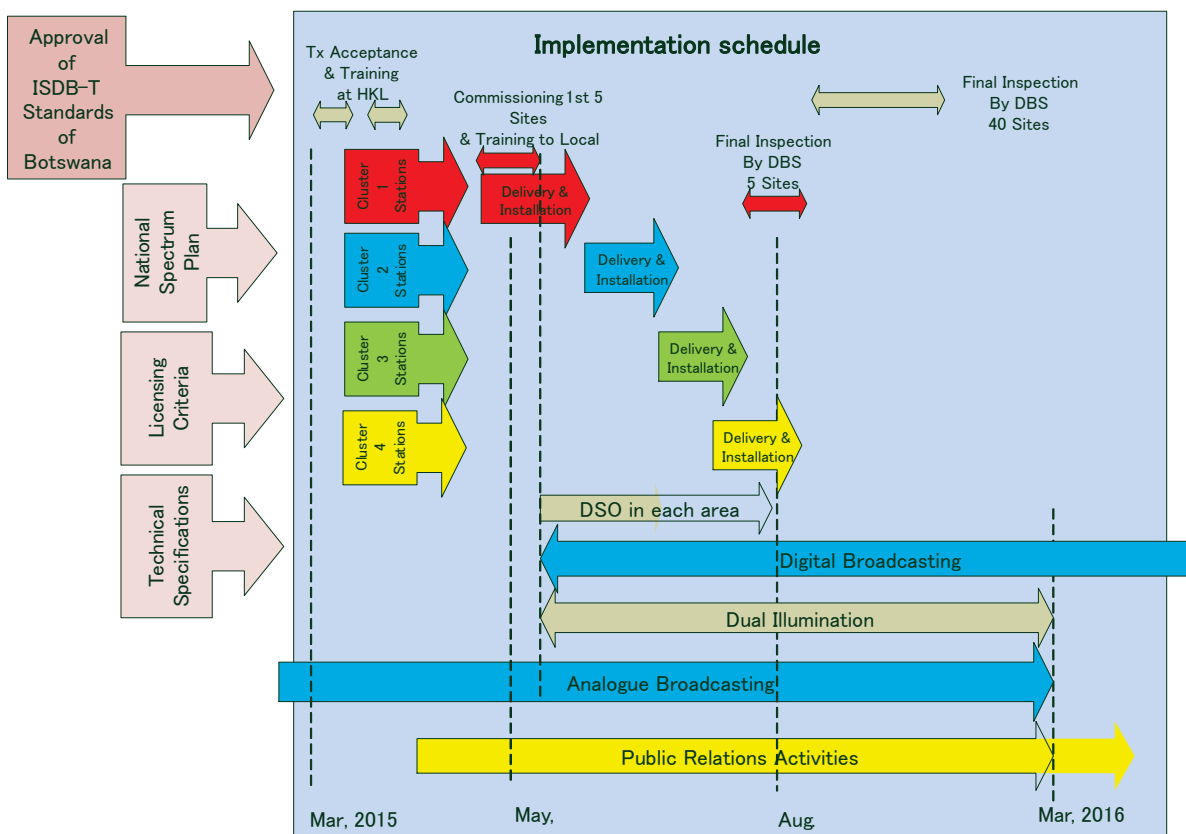 Approval
of
ISDB-T
Standards
of
Botswana
National
Spectrum
Plan
Licensing
Criteria
Technical
Specifications
Implementation schedule
Tx Acceptance
& Training
at HKL
Commissioning 1st 5
Sites
& Training to Local
Final Inspection
By DBS
5 Sites
Final Inspection
By DBS
40 Sites
Cluster
1
Stations
Delivery &
Installation
Cluster
2
Stations
Delivery &
Installation
Cluster
3
Stations
Delivery &
Installation
Cluster
4
Stations
Delivery &
Installation
DSO in each area
Digital Broadcasting
Dual Illumination
Analogue Broadcasting
Public Relations Activities
Mar, 2015
May,
Aug.
Mar, 2016